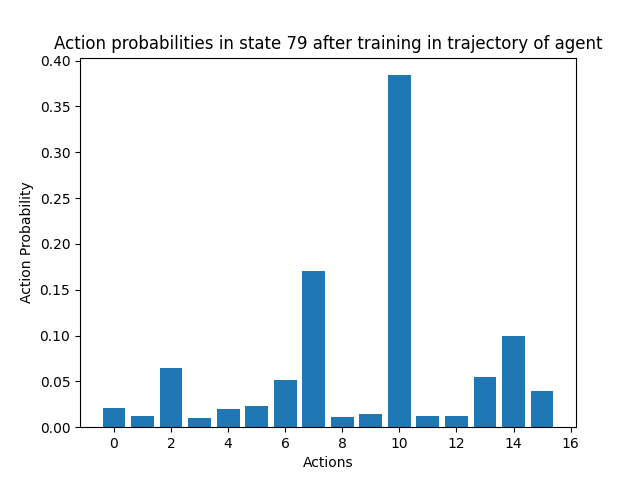 Action probabilities in state 79 after training in trajectory of agent
0.40
0.35
0.30
0.25
0.20
0.15
0.10
0.05
0.00
Action Probability
0 2 4 6 8 10 12 14 16
Actions